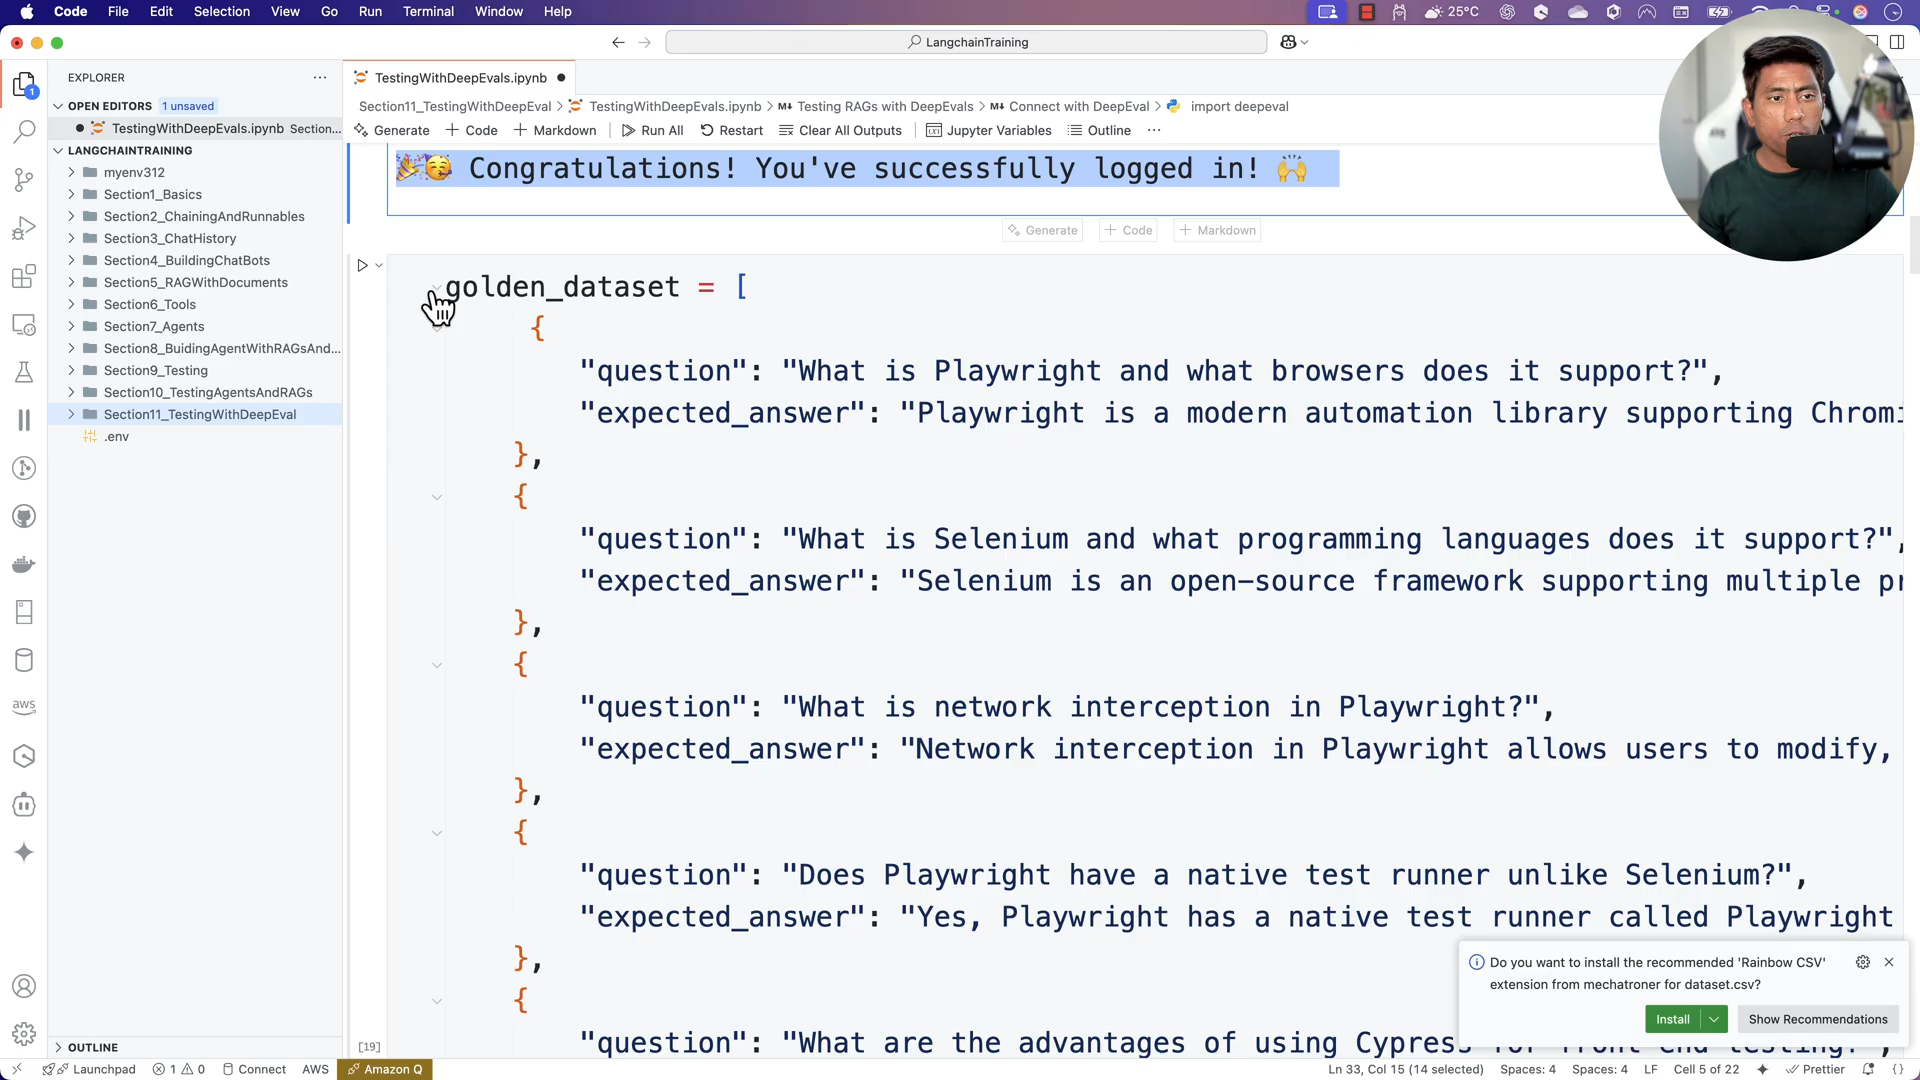 Code File Edit Selection View Go Run Terminal Window Help 25°C
LangchainTraining
EXPLORER
OPEN EDITORS 1 unsaved
TestingWithDeepEvals.ipynb Section...
LANGCHAINTRAINING
myenv312
Section1_Basics
Section2_ChainingAndRunnables
Section3_ChatHistory
Section4_BuildingChatBots
Section5_RAGWithDocuments
Section6_Tools
Section7_Agents
Section8_BuidingAgentWithRAGsAnd...
Section9_Testing
Section10_TestingAgentsAndRAGs
Section11_TestingWithDeepEval
.env
OUTLINE
TestingWithDeepEvals.ipynb
Section11_TestingWithDeepEval > TestingWithDeepEvals.ipynb > M↓ Testing RAGs with DeepEvals > M↓ Connect with DeepEval > import deepeval
Generate + Code + Markdown Run All Restart Clear All Outputs Jupyter Variables Outline ...
🎉🥳 Congratulations! You've successfully logged in! 🙌
Generate + Code + Markdown
golden_dataset = [
{
"question": "What is Playwright and what browsers does it support?",
"expected_answer": "Playwright is a modern automation library supporting Chromi
},
{
"question": "What is Selenium and what programming languages does it support?",
"expected_answer": "Selenium is an open-source framework supporting multiple pr
},
{
"question": "What is network interception in Playwright?",
"expected_answer": "Network interception in Playwright allows users to modify,
},
{
"question": "Does Playwright have a native test runner unlike Selenium?",
"expected_answer": "Yes, Playwright has a native test runner called Playwright
},
{
"question": "What are the advantages of using Cypress for front-end testing?",
[19]
Do you want to install the recommended 'Rainbow CSV'
extension from mechatroner for dataset.csv?
Install Show Recommendations
aws
1
Launchpad 1 0 Connect AWS Amazon Q Ln 33, Col 15 (14 selected) Spaces: 4 Spaces: 4 LF Cell 5 of 22 Prettier